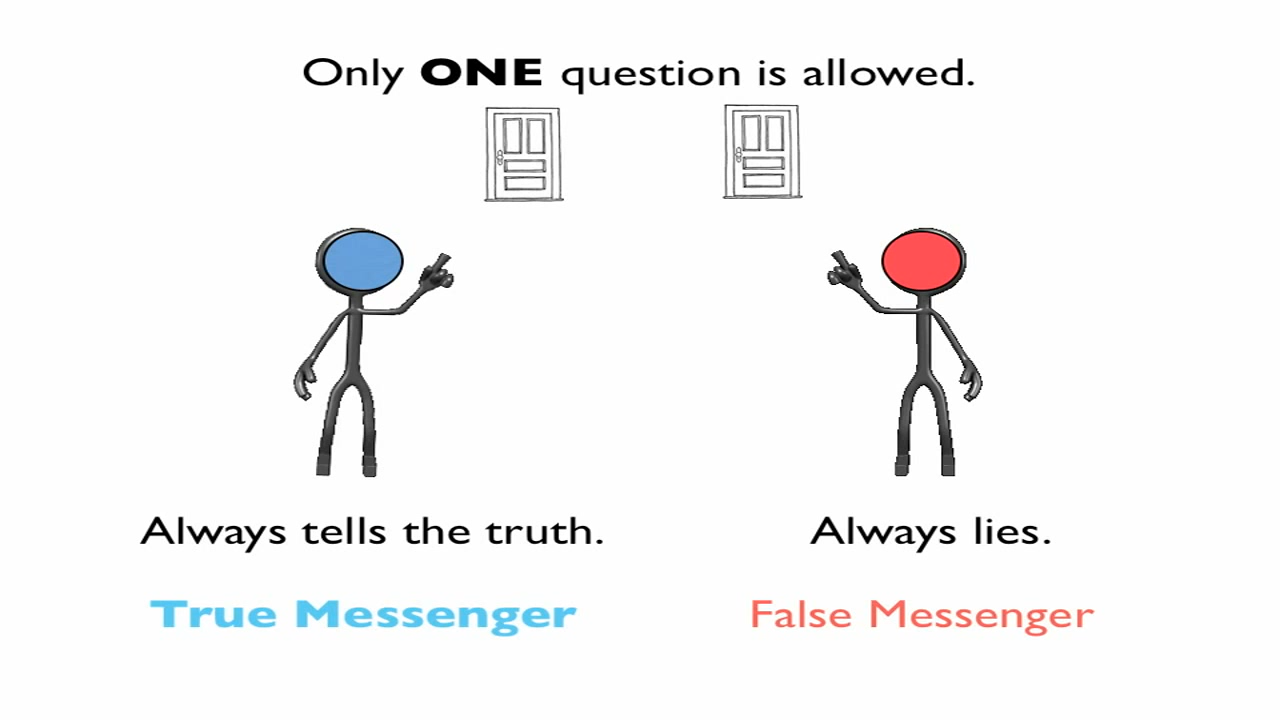 Only ONE question is allowed.
Always tells the truth.
Always lies.
True Messenger
False Messenger